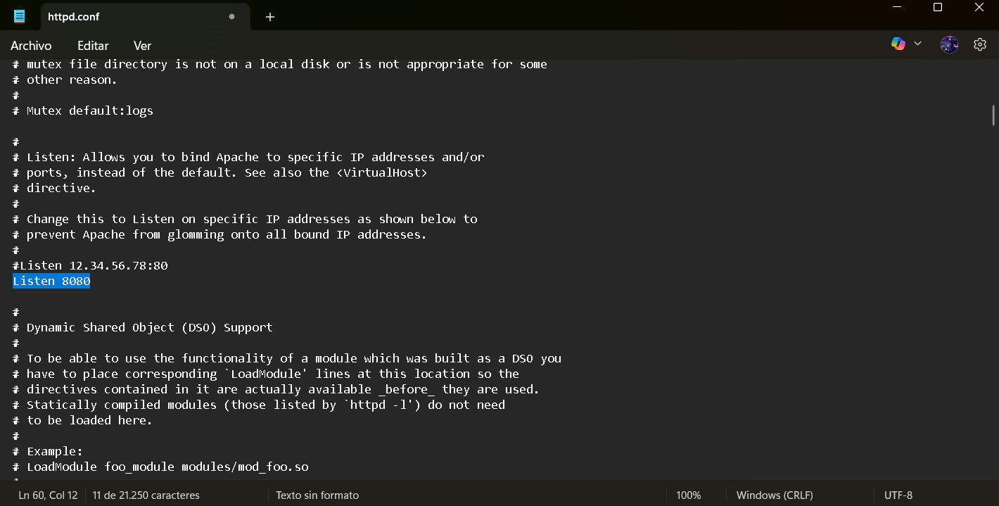 httpd.conf
Archivo Editar Ver
# mutex file directory is not on a local disk or is not appropriate for some
# other reason.
#
# Mutex default:logs
#
# Listen: Allows you to bind Apache to specific IP addresses and/or
# ports, instead of the default. See also the <VirtualHost>
# directive.
#
# Change this to Listen on specific IP addresses as shown below to
# prevent Apache from glomming onto all bound IP addresses.
#
#Listen 12.34.56.78:80
Listen 8080
#
# Dynamic Shared Object (DSO) Support
#
# To be able to use the functionality of a module which was built as a DSO you
# have to place corresponding `LoadModule' lines at this location so the
# directives contained in it are actually available _before_ they are used.
# Statically compiled modules (those listed by `httpd -l') do not need
# to be loaded here.
#
# Example:
# LoadModule foo_module modules/mod_foo.so
Ln 60, Col 12 11 de 21.250 caracteres Texto sin formato 100% Windows (CRLF) UTF-8